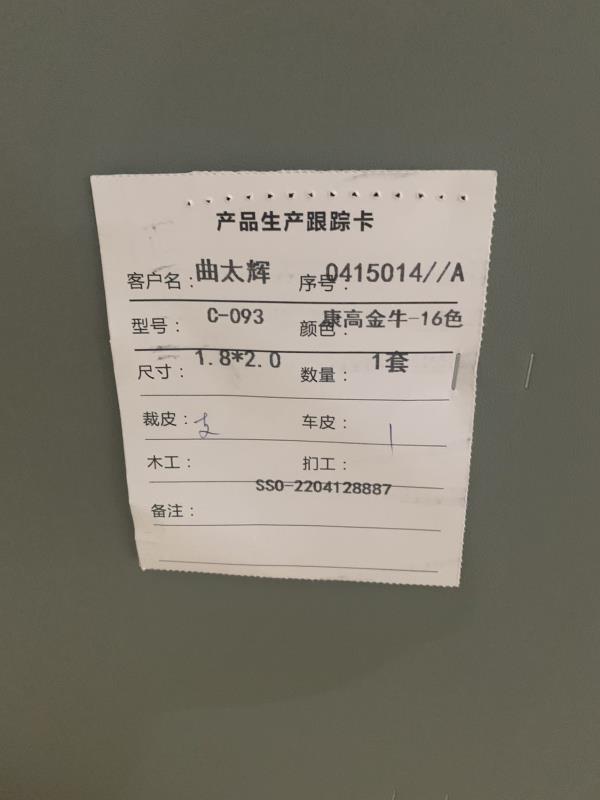 产品生产跟踪卡
客户名：曲太辉 序号：0415014//A
型号：C-093 颜色：康高金牛-16色
尺寸：1.8*2.0 数量：1套
裁皮：支 车皮：1
木工： 扪工：
SSO-2204128887
备注：